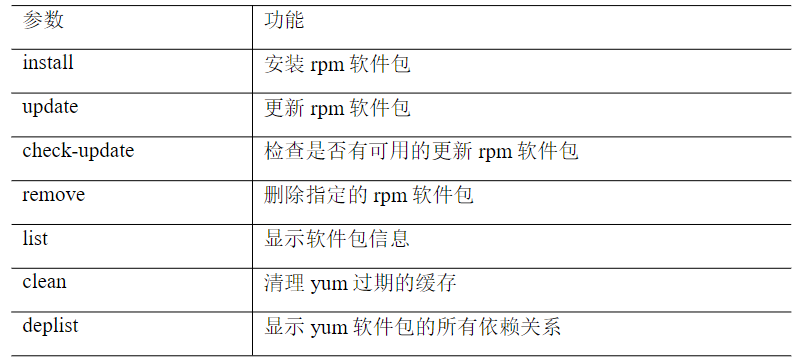 参数 功能
install 安装 rpm 软件包
update 更新 rpm 软件包
check-update 检查是否有可用的更新 rpm 软件包
remove 删除指定的 rpm 软件包
list 显示软件包信息
clean 清理 yum 过期的缓存
deplist 显示 yum 软件包的所有依赖关系